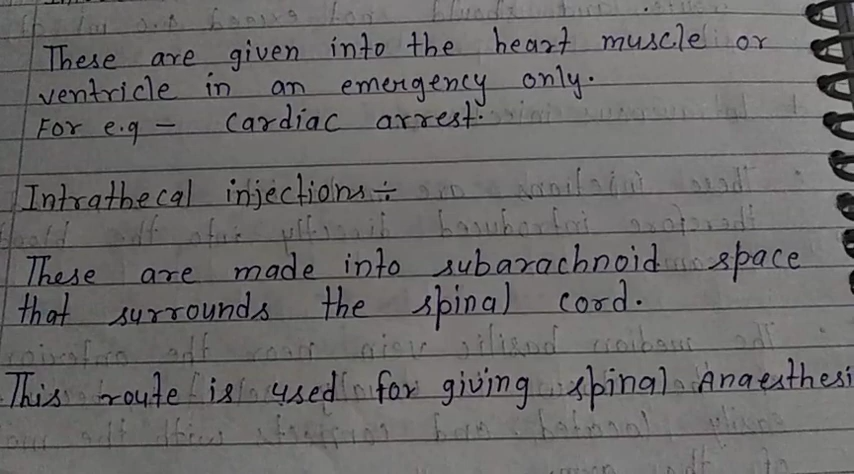 These are given into the heart muscle or
ventricle in an emergency only.
For e.g - Cardiac arrest.
Intrathecal injections ÷
These are made into subarachnoid space
that surrounds the spinal cord.
This route is used for giving spinal Anaesthesi